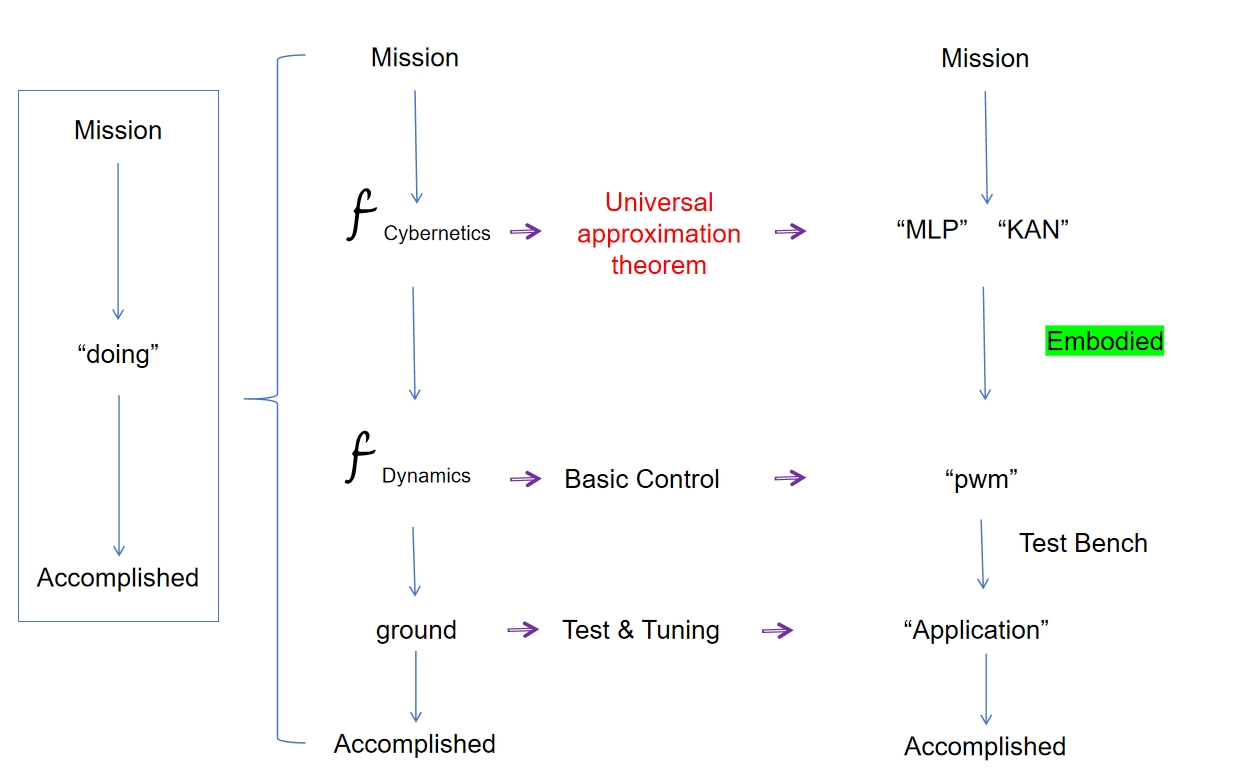 Mission
“doing”
Accomplished
Mission
f Cybernetics
f Dynamics
ground
Accomplished
Universal
approximation
theorem
Basic Control
Test & Tuning
Mission
“MLP” “KAN”
Embodied
“pwm”
Test Bench
“Application”
Accomplished